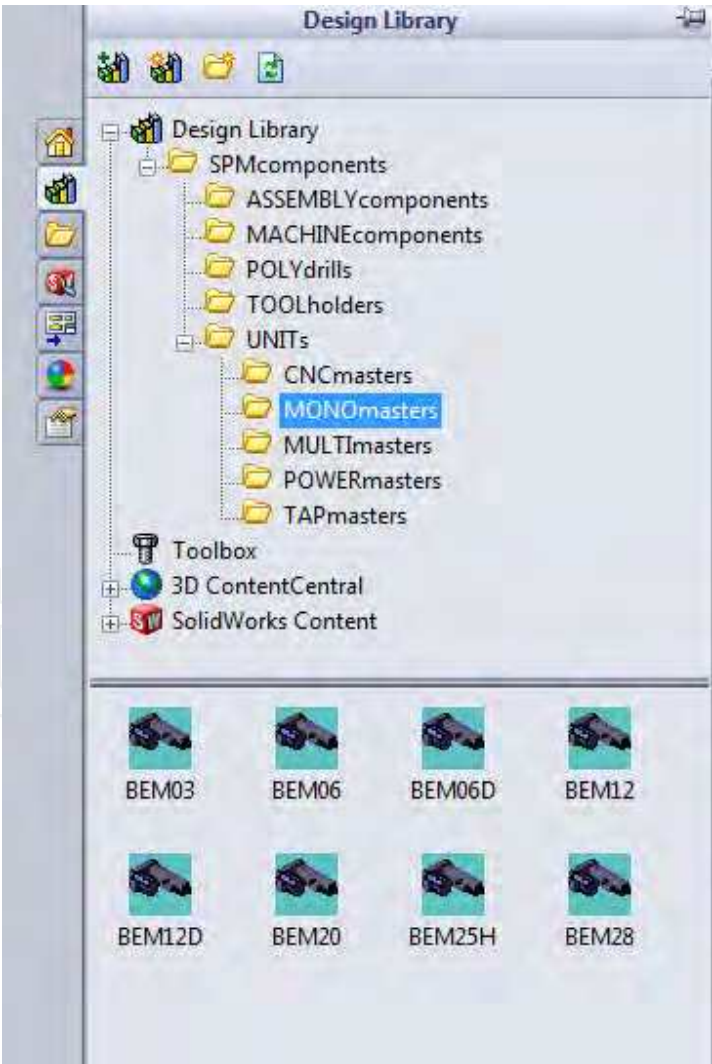 Design Library
Design Library
SPMcomponents
ASSEMBLYcomponents
MACHINEcomponents
POLYdrills
TOOLholders
UNITs
CNCmasters
MONOmasters
MULTImasters
POWERmasters
TAPmasters
Toolbox
3D ContentCentral
SolidWorks Content
BEM03 BEM06 BEM06D BEM12
BEM12D BEM20 BEM25H BEM28